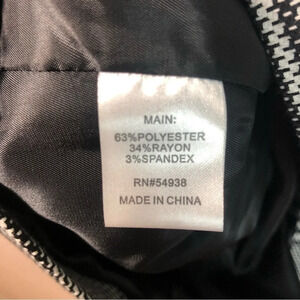 MAIN:
63%POLYESTER
34%RAYON
3%SPANDEX
RN#54938
MADE IN CHINA